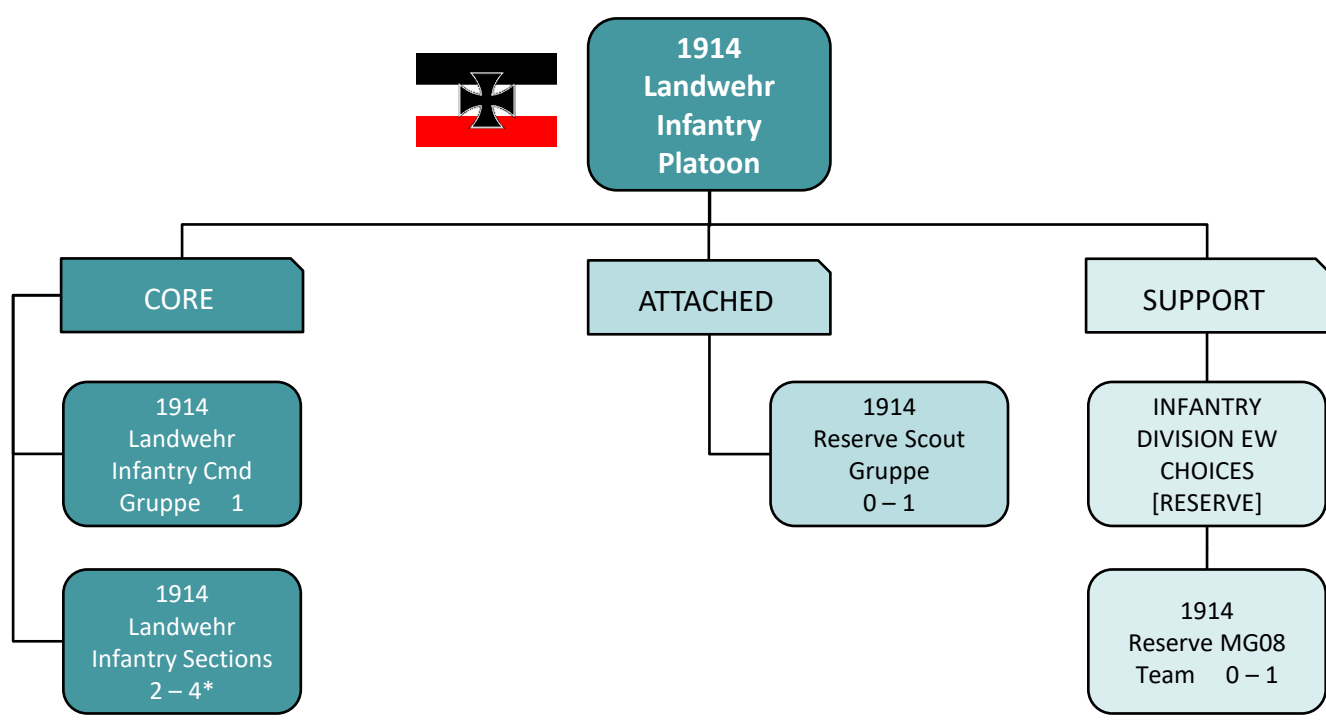 1914
Landwehr
Infantry
Platoon
CORE
ATTACHED
SUPPORT
1914
Landwehr
Infantry Cmd
Gruppe 1
1914
Reserve Scout
Gruppe
0 – 1
INFANTRY
DIVISION EW
CHOICES
[RESERVE]
1914
Landwehr
Infantry Sections
2 – 4*
1914
Reserve MG08
Team 0 – 1